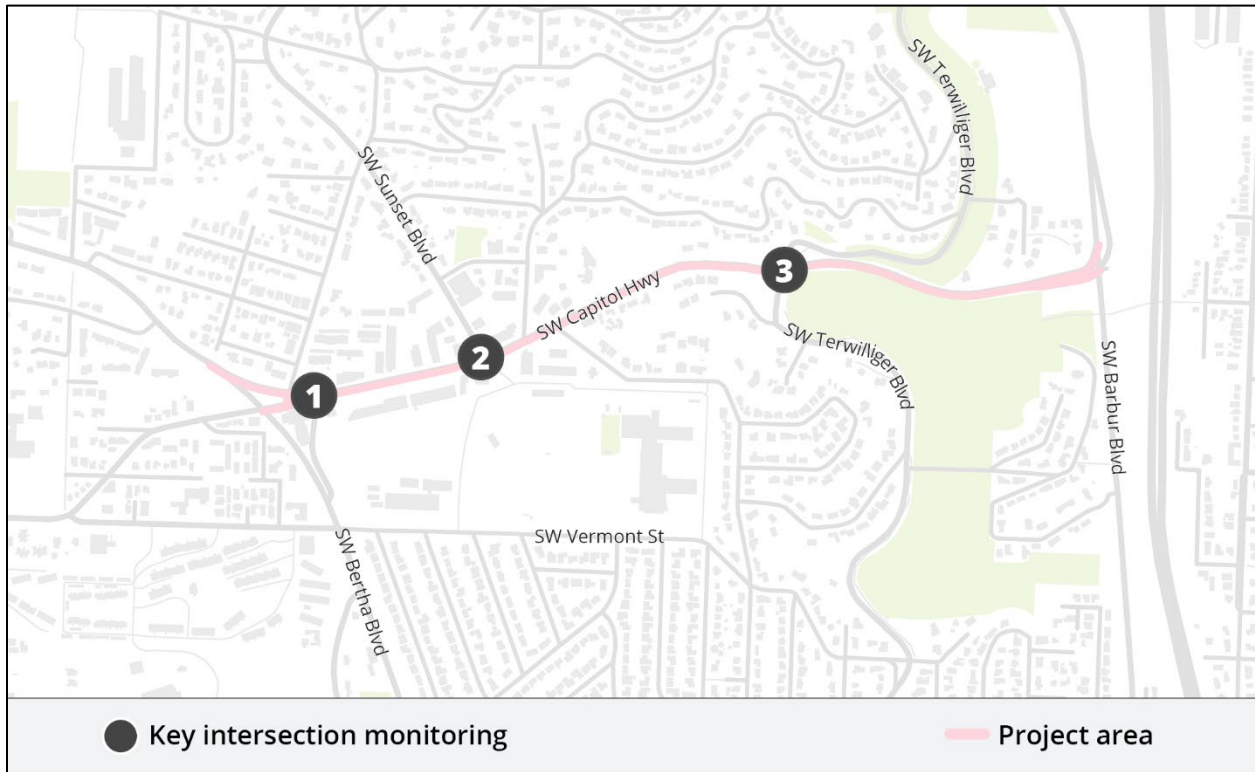 SW Terwilliger Blvd
SW Sunset Blvd
3
SW Capitol Hwy
SW Terwilliger Blvd
2
SW Barbur Blvd
1
SW Vermont St
SW Bertha Blvd
Key intersection monitoring
Project area